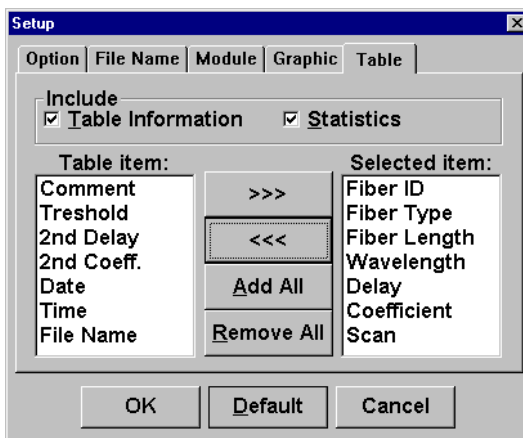 Setup
Option File Name Module Graphic Table
Include
Table Information Statistics
Table item: Selected item:
Comment
Treshold
2nd Delay
2nd Coeff.
Date
Time
File Name
>>>
<<<
Add All
Remove All
Fiber ID
Fiber Type
Fiber Length
Wavelength
Delay
Coefficient
Scan
OK Default Cancel